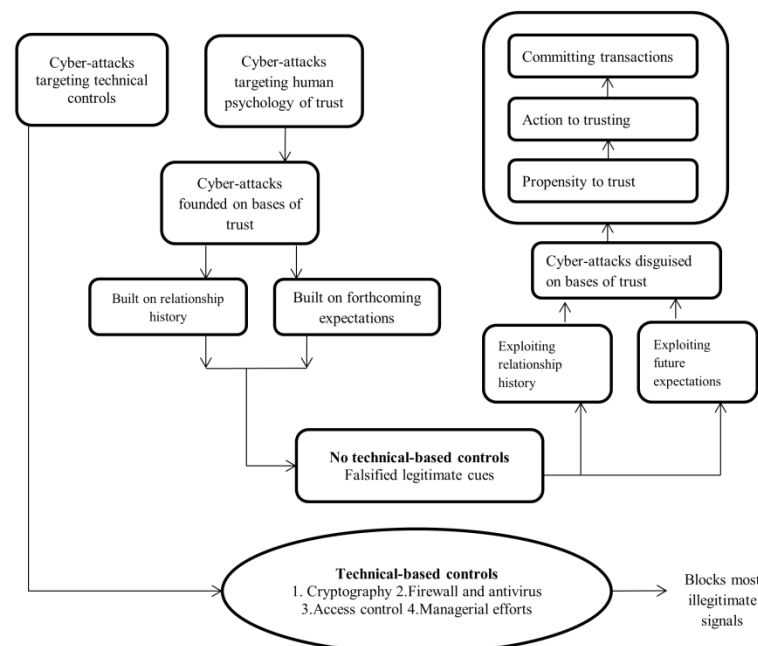 Cyber-attacks
targeting technical
controls
Cyber-attacks
targeting human
psychology of trust
Committing transactions
Action to trusting
Propensity to trust
Cyber-attacks
founded on bases of
trust
Cyber-attacks disguised
on bases of trust
Built on relationship
history
Built on forthcoming
expectations
Exploiting
relationship
history
Exploiting
future
expectations
No technical-based controls
Falsified legitimate cues
Technical-based controls
1. Cryptography 2.Firewall and antivirus
3.Access control 4.Managerial efforts
Blocks most
illegitimate
signals